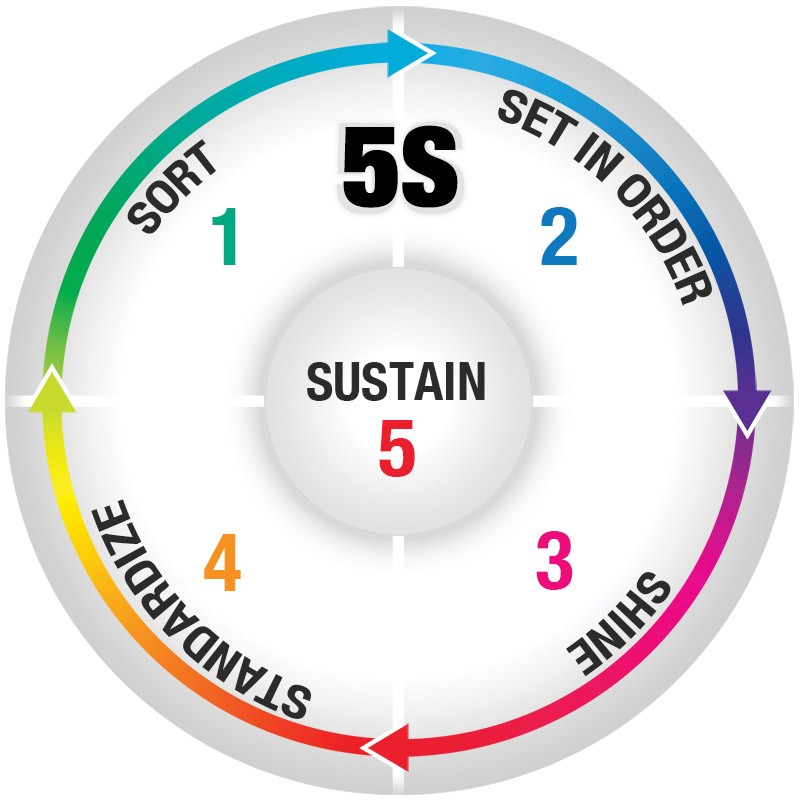 5S
SORT
1
SET IN ORDER
2
SUSTAIN
5
SHINE
3
STANDARDIZE
4